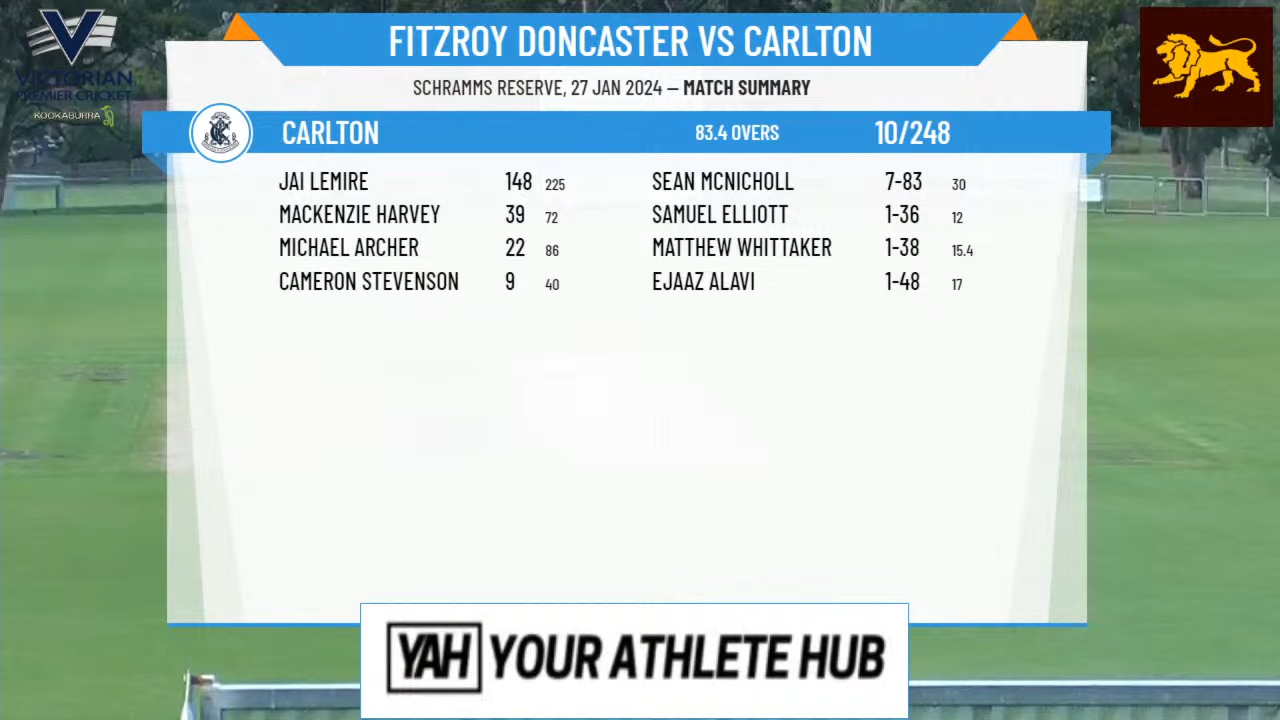 VICTORIAN
PREMIER CRICKET
KOOKABURRA
FITZROY DONCASTER VS CARLTON
SCHRAMMS RESERVE, 27 JAN 2024 – MATCH SUMMARY
CARLTON 83.4 OVERS 10/248
JAI LEMIRE 148 225 SEAN MCNICHOLL 7-83 30
MACKENZIE HARVEY 39 72 SAMUEL ELLIOTT 1-36 12
MICHAEL ARCHER 22 86 MATTHEW WHITTAKER 1-38 15.4
CAMERON STEVENSON 9 40 EJAAZ ALAVI 1-48 17
YAH YOUR ATHLETE HUB